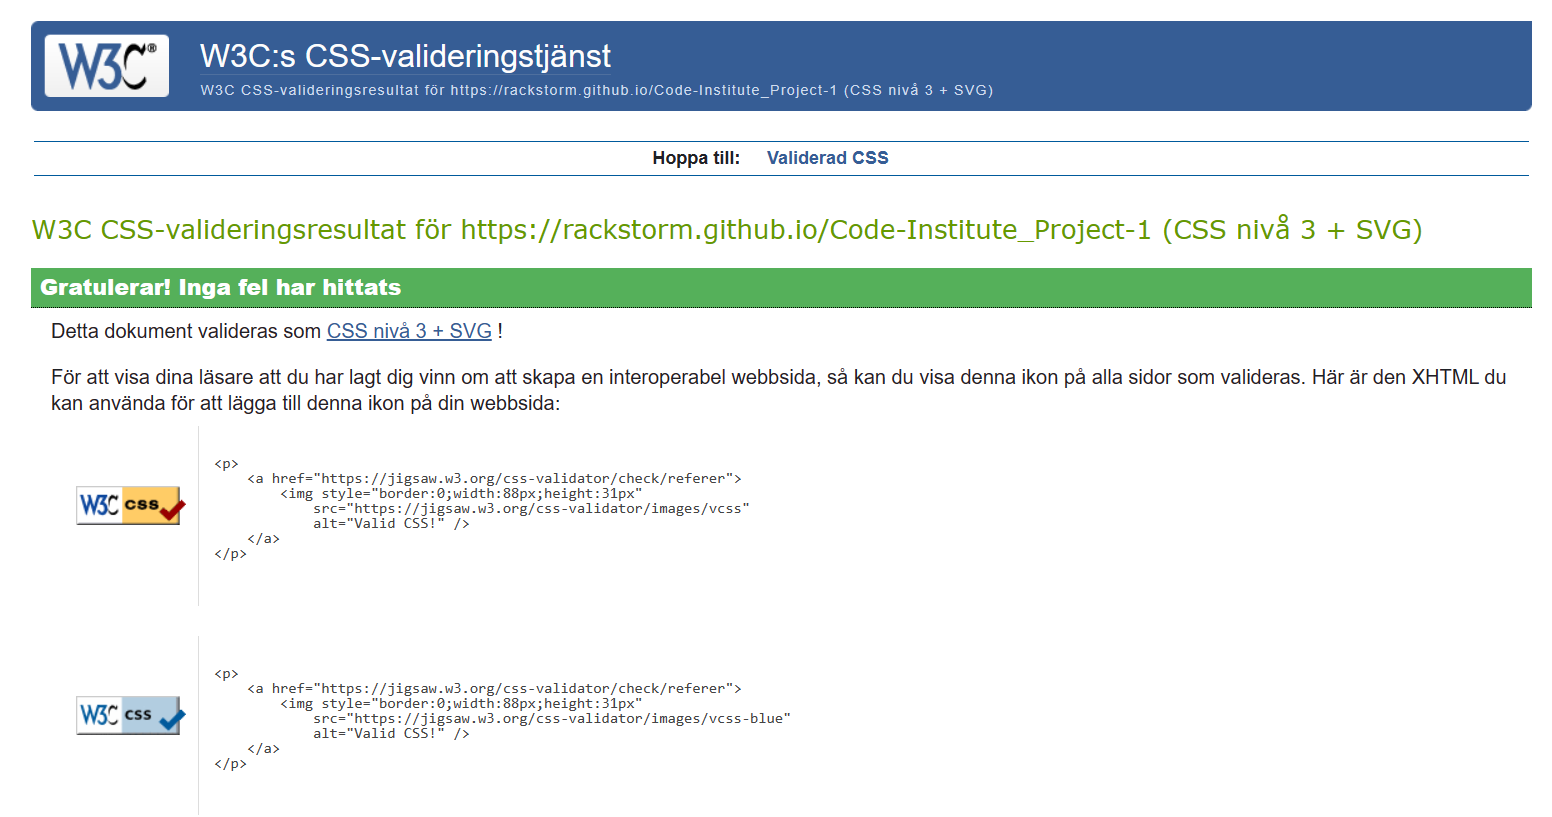 W3C® W3C:s CSS-valideringstjänst
W3C CSS-valideringsresultat för https://rackstorm.github.io/Code-Institute_Project-1 (CSS nivå 3 + SVG)
Hoppa till: Validerad CSS
W3C CSS-valideringsresultat för https://rackstorm.github.io/Code-Institute_Project-1 (CSS nivå 3 + SVG)
Gratulerar! Inga fel har hittats
Detta dokument valideras som CSS nivå 3 + SVG !
För att visa dina läsare att du har lagt dig vinn om att skapa en interoperabel webbsida, så kan du visa denna ikon på alla sidor som valideras. Här är den XHTML du
kan använda för att lägga till denna ikon på din webbsida:
W3C css
<p>
<a href="https://jigsaw.w3.org/css-validator/check/referer">
<img style="border:0;width:88px;height:31px"
src="https://jigsaw.w3.org/css-validator/images/vcss"
alt="Valid CSS!" />
</a>
</p>
W3C css
<p>
<a href="https://jigsaw.w3.org/css-validator/check/referer">
<img style="border:0;width:88px;height:31px"
src="https://jigsaw.w3.org/css-validator/images/vcss-blue"
alt="Valid CSS!" />
</a>
</p>